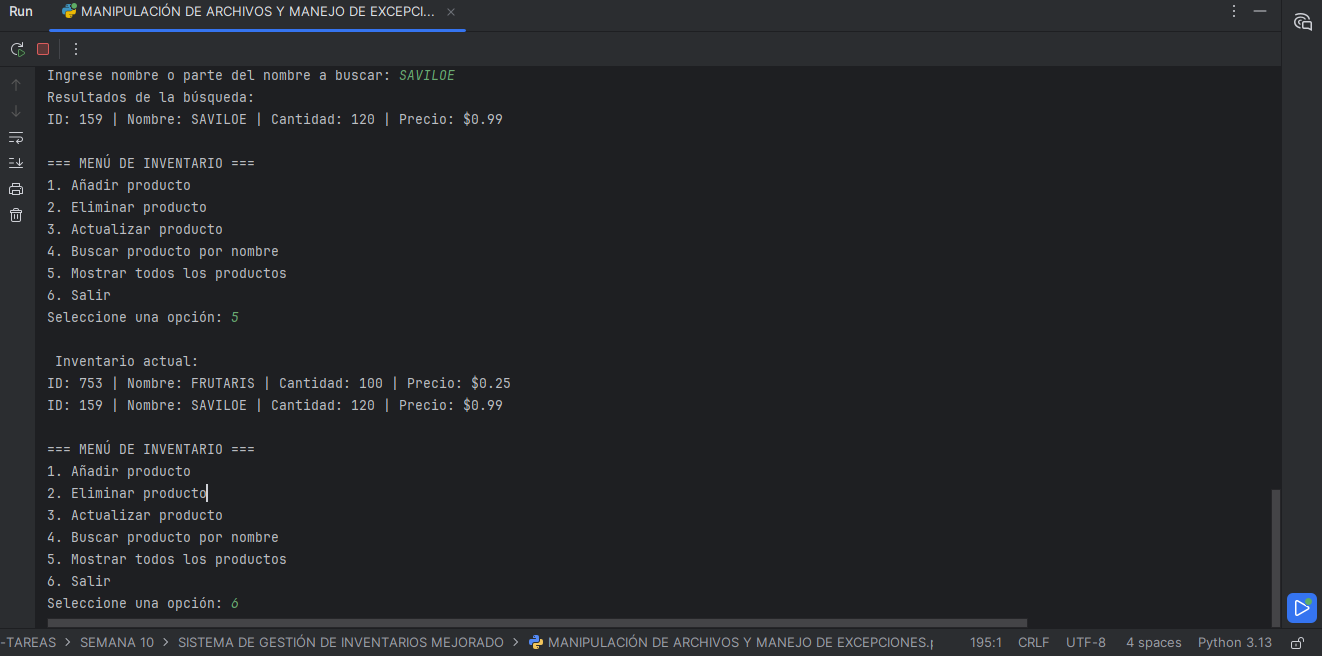 Run MANIPULACIÓN DE ARCHIVOS Y MANEJO DE EXCEPCI...
Ingrese nombre o parte del nombre a buscar: SAVILOE
Resultados de la búsqueda:
ID: 159 | Nombre: SAVILOE | Cantidad: 120 | Precio: $0.99
=== MENÚ DE INVENTARIO ===
1. Añadir producto
2. Eliminar producto
3. Actualizar producto
4. Buscar producto por nombre
5. Mostrar todos los productos
6. Salir
Seleccione una opción: 5
Inventario actual:
ID: 753 | Nombre: FRUTARIS | Cantidad: 100 | Precio: $0.25
ID: 159 | Nombre: SAVILOE | Cantidad: 120 | Precio: $0.99
=== MENÚ DE INVENTARIO ===
1. Añadir producto
2. Eliminar producto
3. Actualizar producto
4. Buscar producto por nombre
5. Mostrar todos los productos
6. Salir
Seleccione una opción: 6
-TAREAS > SEMANA 10 > SISTEMA DE GESTIÓN DE INVENTARIOS MEJORADO > MANIPULACIÓN DE ARCHIVOS Y MANEJO DE EXCEPCIONES.p 195:1 CRLF UTF-8 4 spaces Python 3.13